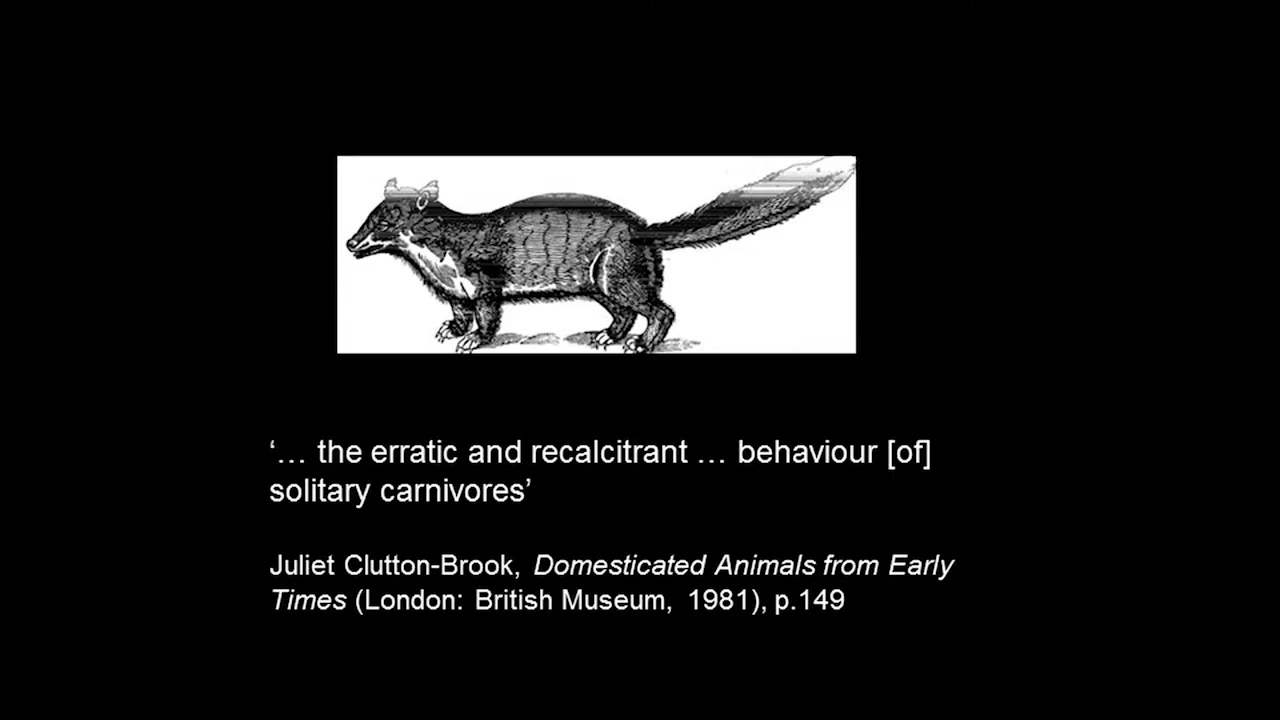 ‘… the erratic and recalcitrant … behaviour [of]
solitary carnivores’
Juliet Clutton-Brook, Domesticated Animals from Early
Times (London: British Museum, 1981), p.149